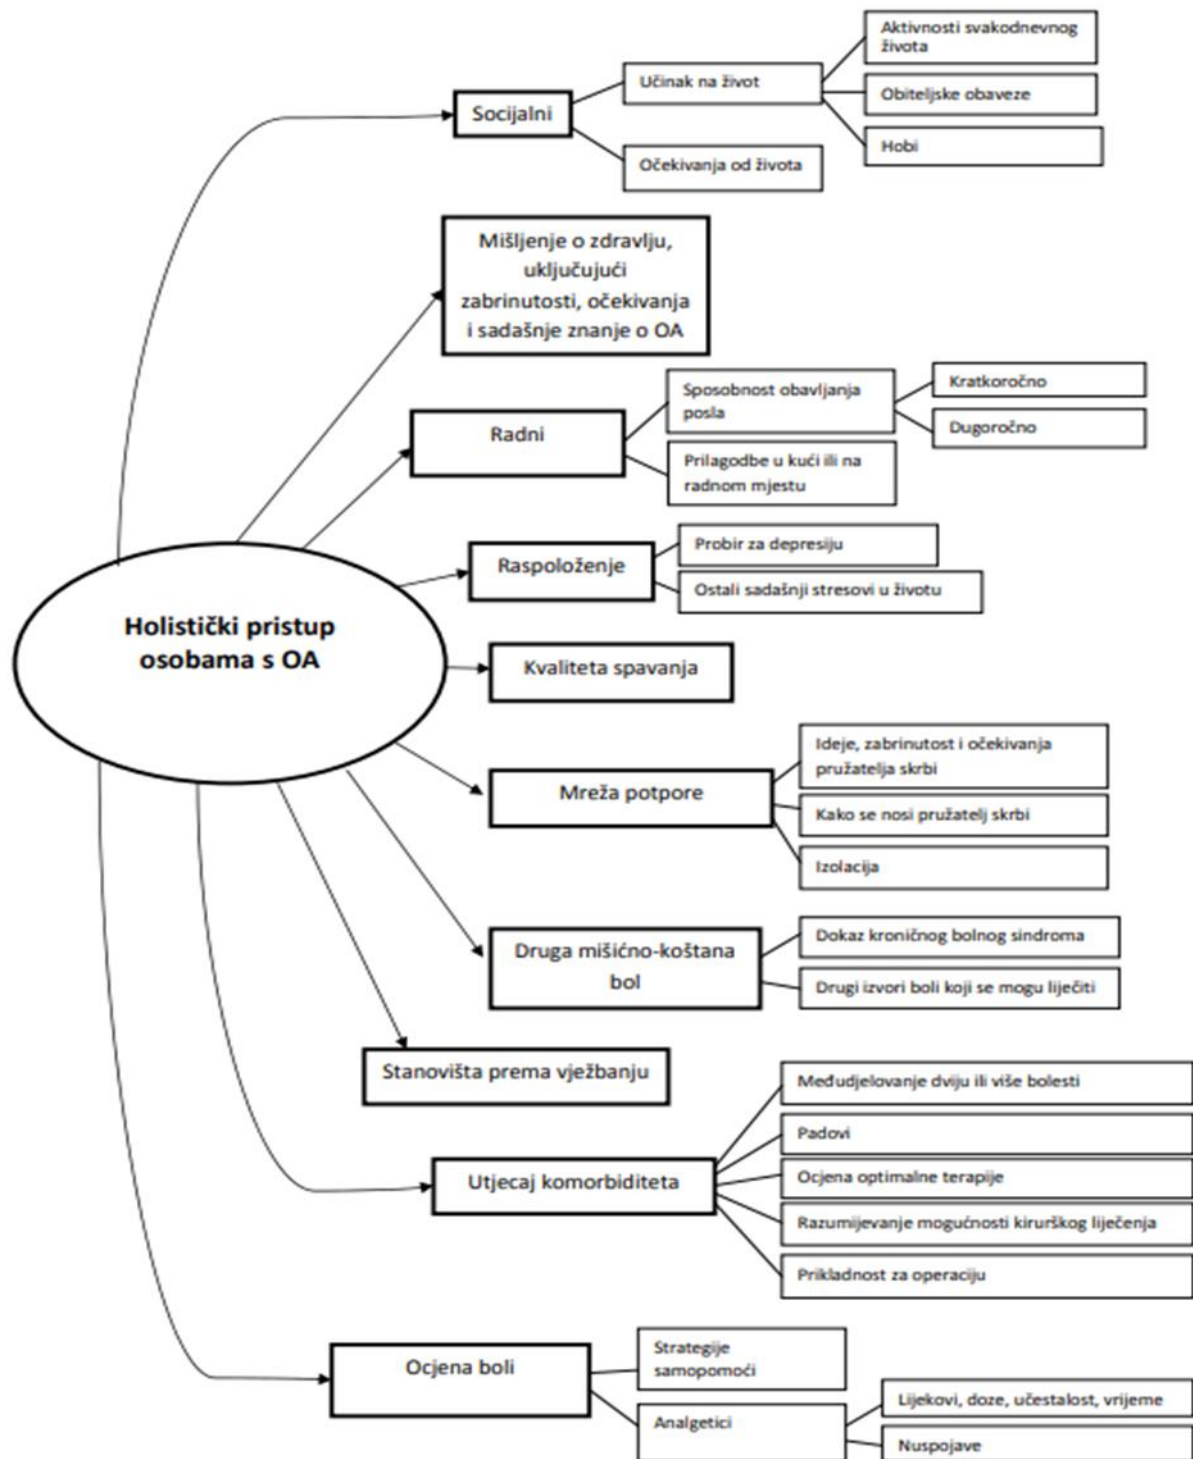 Socijalni
Učinak na život
Aktivnosti svakodnevnog
života
Obiteljske obaveze
Hobi
Očekivanja od života
Mišljenje o zdravlju,
uključujući
zabrinutosti, očekivanja
i sadašnje znanje o OA
Radni
Sposobnost obavljanja
posla
Kratkoročno
Dugoročno
Prilagodbe u kući ili na
radnom mjestu
Raspoloženje
Probir za depresiju
Ostali sadašnji stresovi u životu
Holistički pristup
osobama s OA
Kvaliteta spavanja
Mreža potpore
Ideje, zabrinutost i očekivanja
pružatelja skrbi
Kako se nosi pružatelj skrbi
Izolacija
Druga mišićno-koštana
bol
Dokaz kroničnog bolnog sindroma
Drugi izvori boli koji se mogu liječiti
Stanovišta prema vježbanju
Utjecaj komorbiditeta
Međudjelovanje dviju ili više bolesti
Padovi
Ocjena optimalne terapije
Razumijevanje mogućnosti kirurškog liječenja
Prikladnost za operaciju
Ocjena boli
Strategije
samopomoći
Analgetici
Lijekovi, doze, učestalost, vrijeme
Nuspojave